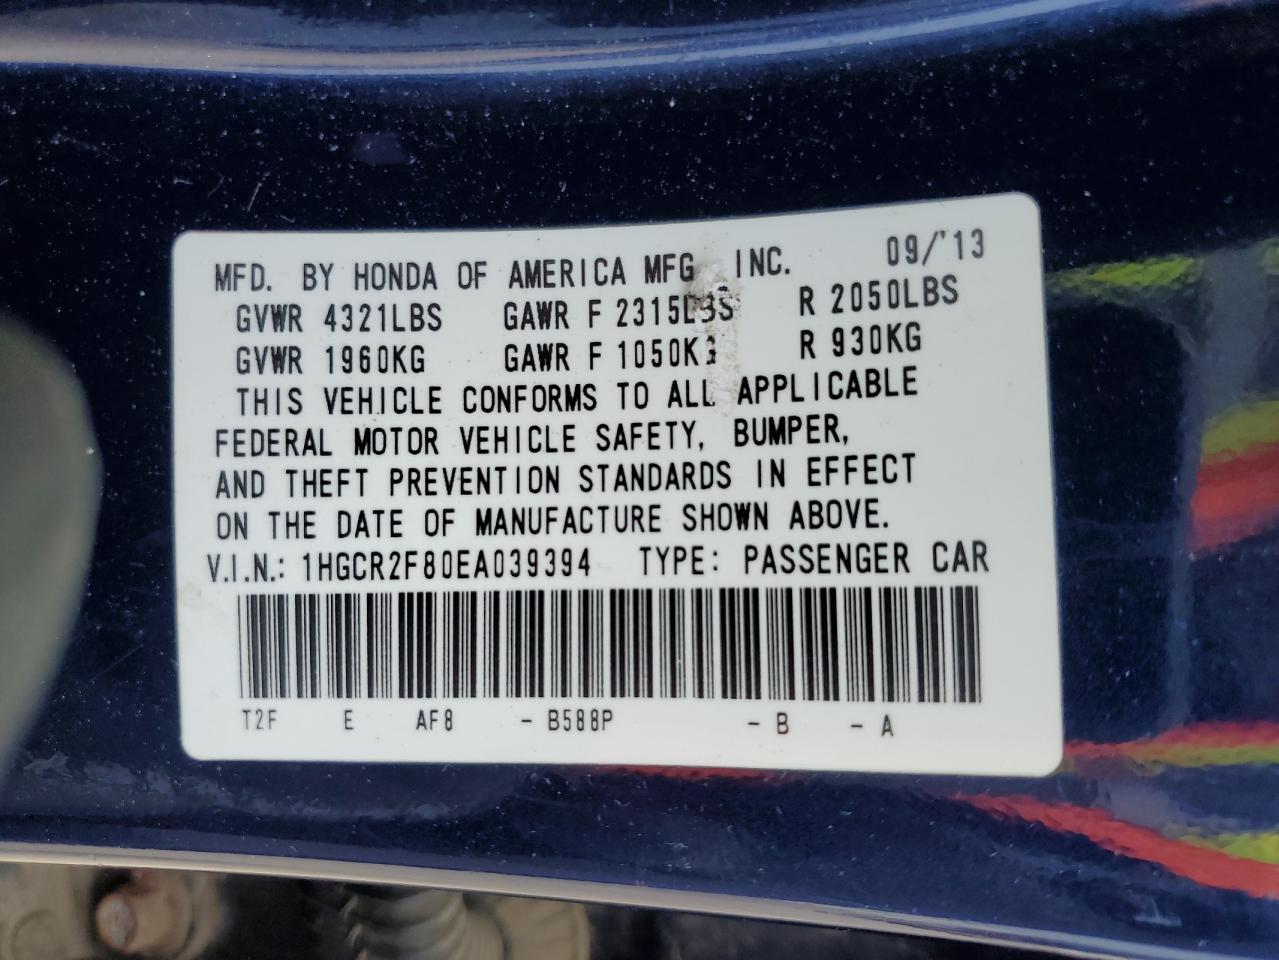 MFD. BY HONDA OF AMERICA MFG. INC. 09/'13
GVWR 4321LBS GAWR F 2315LBS R 2050LBS
GVWR 1960KG GAWR F 1050KG R 930KG
THIS VEHICLE CONFORMS TO ALL APPLICABLE
FEDERAL MOTOR VEHICLE SAFETY, BUMPER,
AND THEFT PREVENTION STANDARDS IN EFFECT
ON THE DATE OF MANUFACTURE SHOWN ABOVE.
V.I.N.: 1HGCR2F80EA039394 TYPE: PASSENGER CAR
T2F E AF8 - B588P - B - A